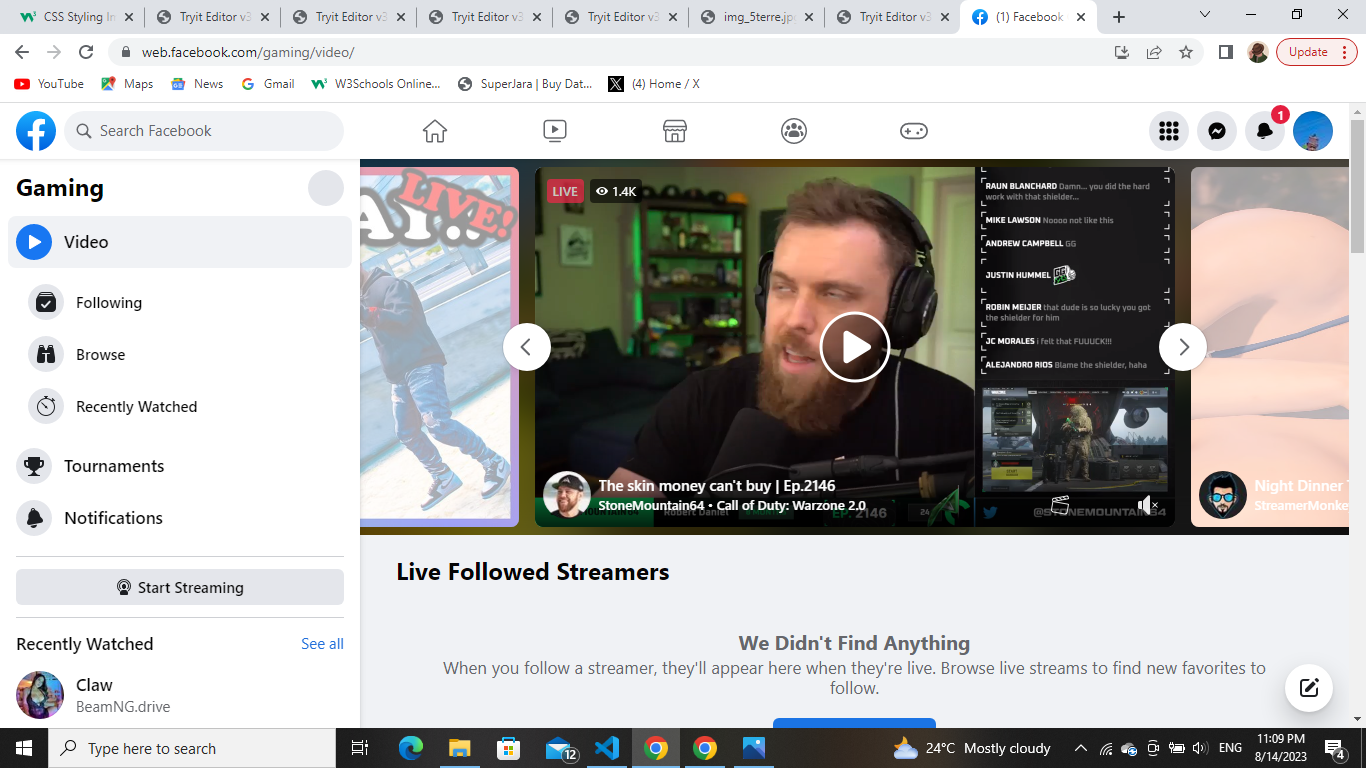 CSS Styling Im
Tryit Editor v3
Tryit Editor v3
Tryit Editor v3
Tryit Editor v3
img_5terre.jp
Tryit Editor v3
(1) Facebook
web.facebook.com/gaming/video/
Update
YouTube
Maps
News
Gmail
W3Schools Online...
SuperJara | Buy Dat...
(4) Home / X
Search Facebook
1
Gaming
Video
Following
Browse
Recently Watched
Tournaments
Notifications
Start Streaming
Recently Watched
See all
Claw
BeamNG.drive
LIVE!
LIVE
1.4K
RAUN BLANCHARD Damn... you did the hard
work with that shielder...
MIKE LAWSON Noooo not like this
ANDREW CAMPBELL GG
JUSTIN HUMMEL GG
ROBIN MEIJER that dude is so lucky you got
the shielder for him
JC MORALES i felt that FUUUCK!!!
ALEJANDRO RIOS Blame the shielder, haha
The skin money can't buy | Ep.2146
StoneMountain64 • Call of Duty: Warzone 2.0
Robert Daniel
EP. 2146
24
@STONEMOUNTAIN64
Night Dinner
StreamerMonke
Live Followed Streamers
We Didn't Find Anything
When you follow a streamer, they'll appear here when they're live. Browse live streams to find new favorites to
follow.
Type here to search
12
24°C Mostly cloudy
ENG
11:09 PM
8/14/2023
4